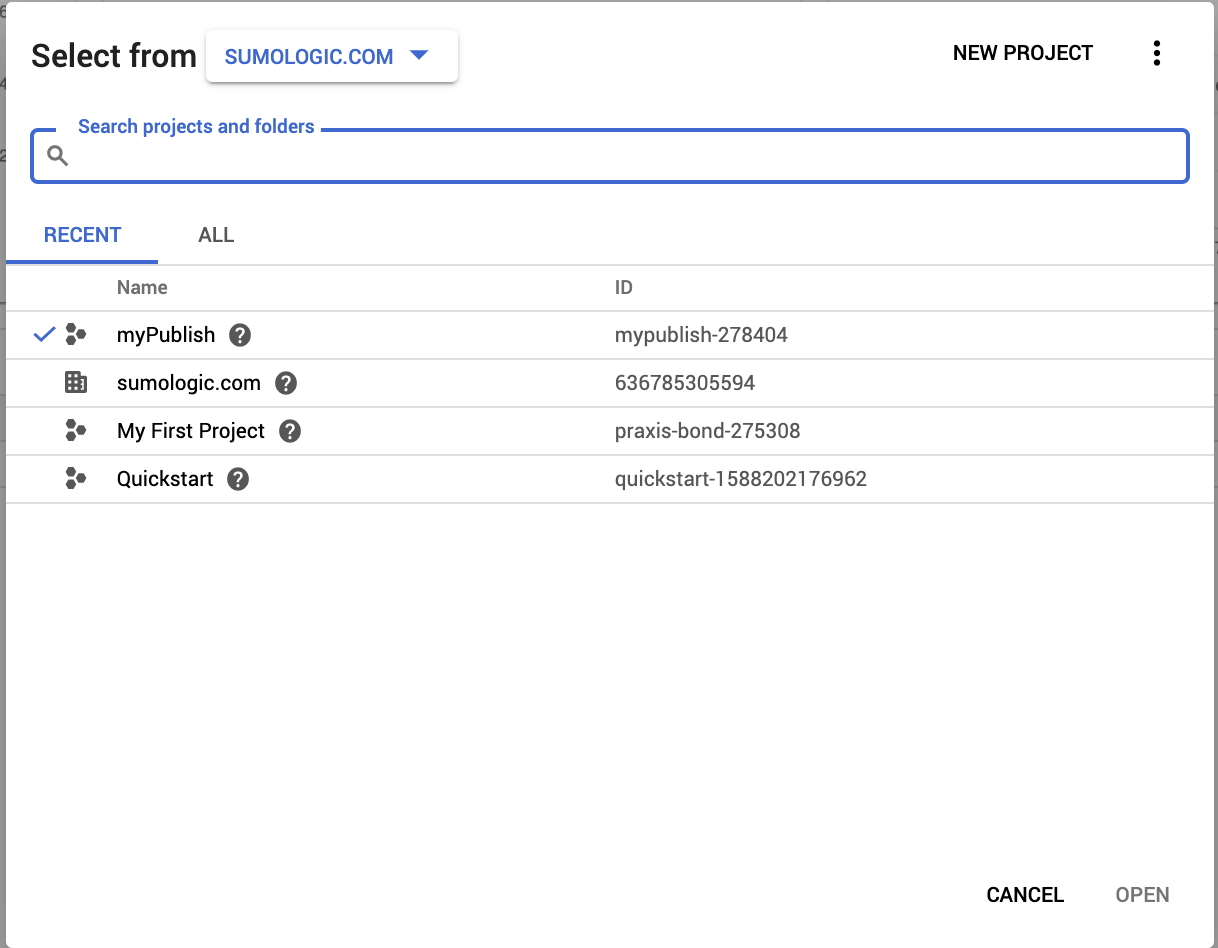 Select from SUMOLOGIC.COM NEW PROJECT
Search projects and folders
RECENT ALL
Name ID
myPublish mypublish-278404
sumologic.com 636785305594
My First Project praxis-bond-275308
Quickstart quickstart-1588202176962
CANCEL OPEN